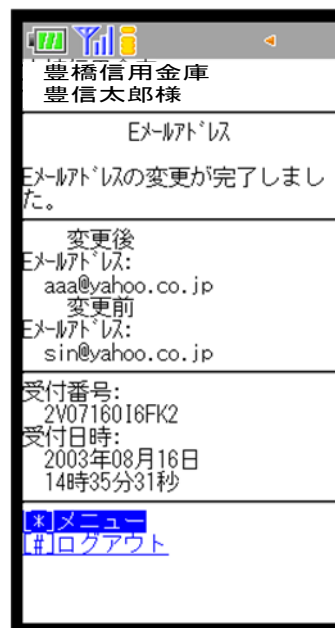 豊橋信用金庫
豊信太郎様
Eﾒｰﾙｱﾄﾞﾚｽ
Eﾒｰﾙｱﾄﾞﾚｽの変更が完了しまし
た。
変更後
Eﾒｰﾙｱﾄﾞﾚｽ:
aaa@yahoo.co.jp
変更前
Eﾒｰﾙｱﾄﾞﾚｽ:
sin@yahoo.co.jp
受付番号:
2V07160I6FK2
受付日時:
2003年08月16日
14時35分31秒
[*]メニュー
[#]ログアウト